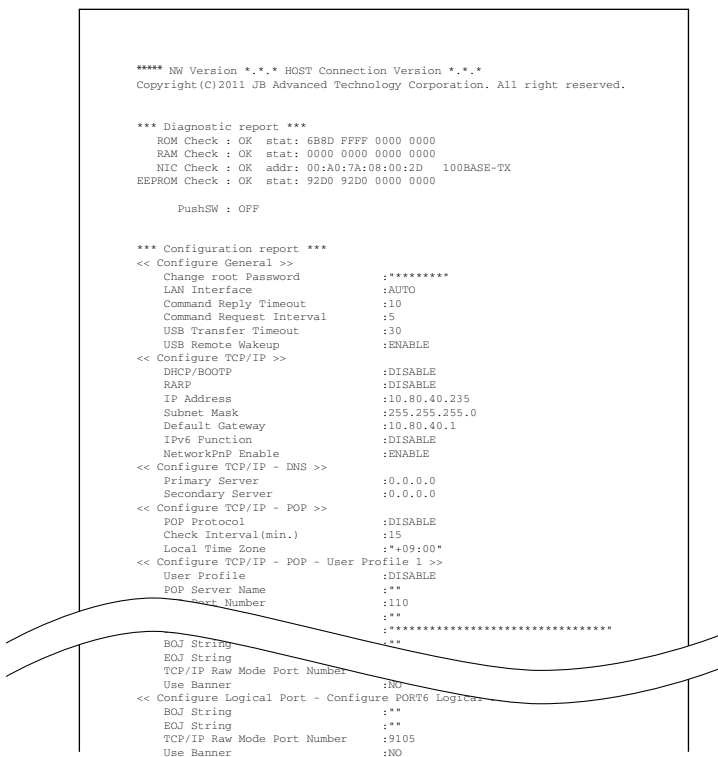 ***** NW Version *.*.* HOST Connection Version *.*.*
Copyright(C)2011 JB Advanced Technology Corporation. All right reserved.
*** Diagnostic report ***
ROM Check : OK  stat: 6B8D FFFF 0000 0000
RAM Check : OK  stat: 0000 0000 0000 0000
NIC Check : OK  addr: 00:A0:7A:08:00:2D   100BASE-TX
EEPROM Check : OK  stat: 92D0 92D0 0000 0000
PushSW : OFF
*** Configuration report ***
<< Configure General >>
Change root Password :"*******"
LAN Interface :AUTO
Command Reply Timeout :10
Command Request Interval :5
USB Transfer Timeout :30
USB Remote Wakeup :ENABLE
<< Configure TCP/IP >>
DHCP/BOOTP :DISABLE
RARP :DISABLE
IP Address :10.80.40.235
Subnet Mask :255.255.255.0
Default Gateway :10.80.40.1
IPv6 Function :DISABLE
NetworkPnP Enable :ENABLE
<< Configure TCP/IP - DNS >>
Primary Server :0.0.0.0
Secondary Server :0.0.0.0
<< Configure TCP/IP - POP >>
POP Protocol :DISABLE
Check Interval(min.) :15
Local Time Zone :"+09:00"
<< Configure TCP/IP - POP - User Profile 1 >>
User Profile :DISABLE
POP Server Name :""
Port Number :110
:""
:"*******************************"
BOJ String :""
EOJ String
TCP/IP Raw Mode Port Number
Use Banner :NO
<< Configure Logical Port - Configure PORT6 Logical
BOJ String :""
EOJ String :""
TCP/IP Raw Mode Port Number :9105
Use Banner :NO